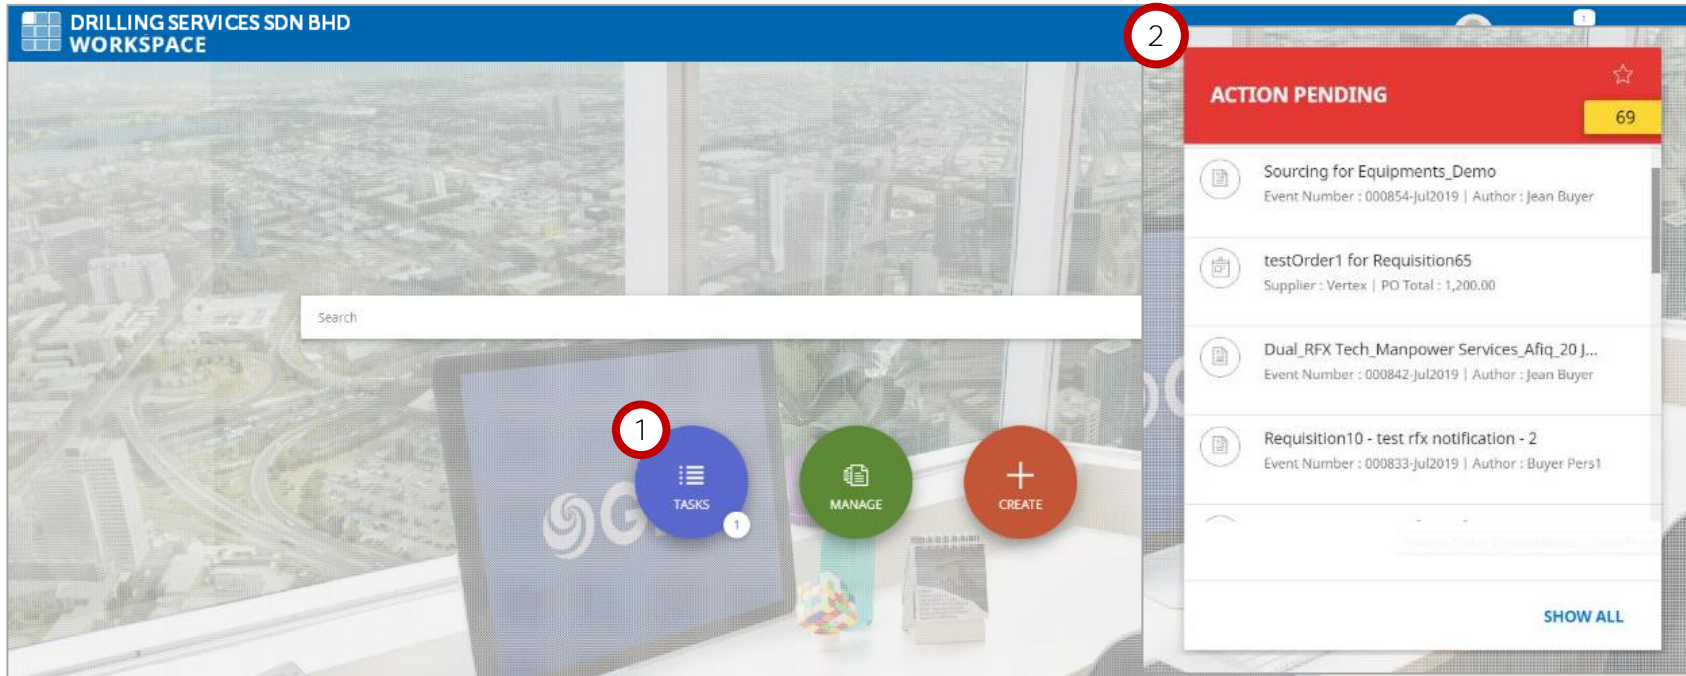 DRILLING SERVICES SDN BHD
WORKSPACE
Search
1
TASKS
1
MANAGE
CREATE
2
1
ACTION PENDING
69
Sourcing for Equipments_Demo
Event Number : 000854-Jul2019 | Author : Jean Buyer
testOrder1 for Requisition65
Supplier : Vertex | PO Total : 1,200.00
Dual_RFX Tech_Manpower Services_Afiq_20 J...
Event Number : 000842-Jul2019 | Author : Jean Buyer
Requisition10 - test rfx notification - 2
Event Number : 000833-Jul2019 | Author : Buyer Pers1
SHOW ALL